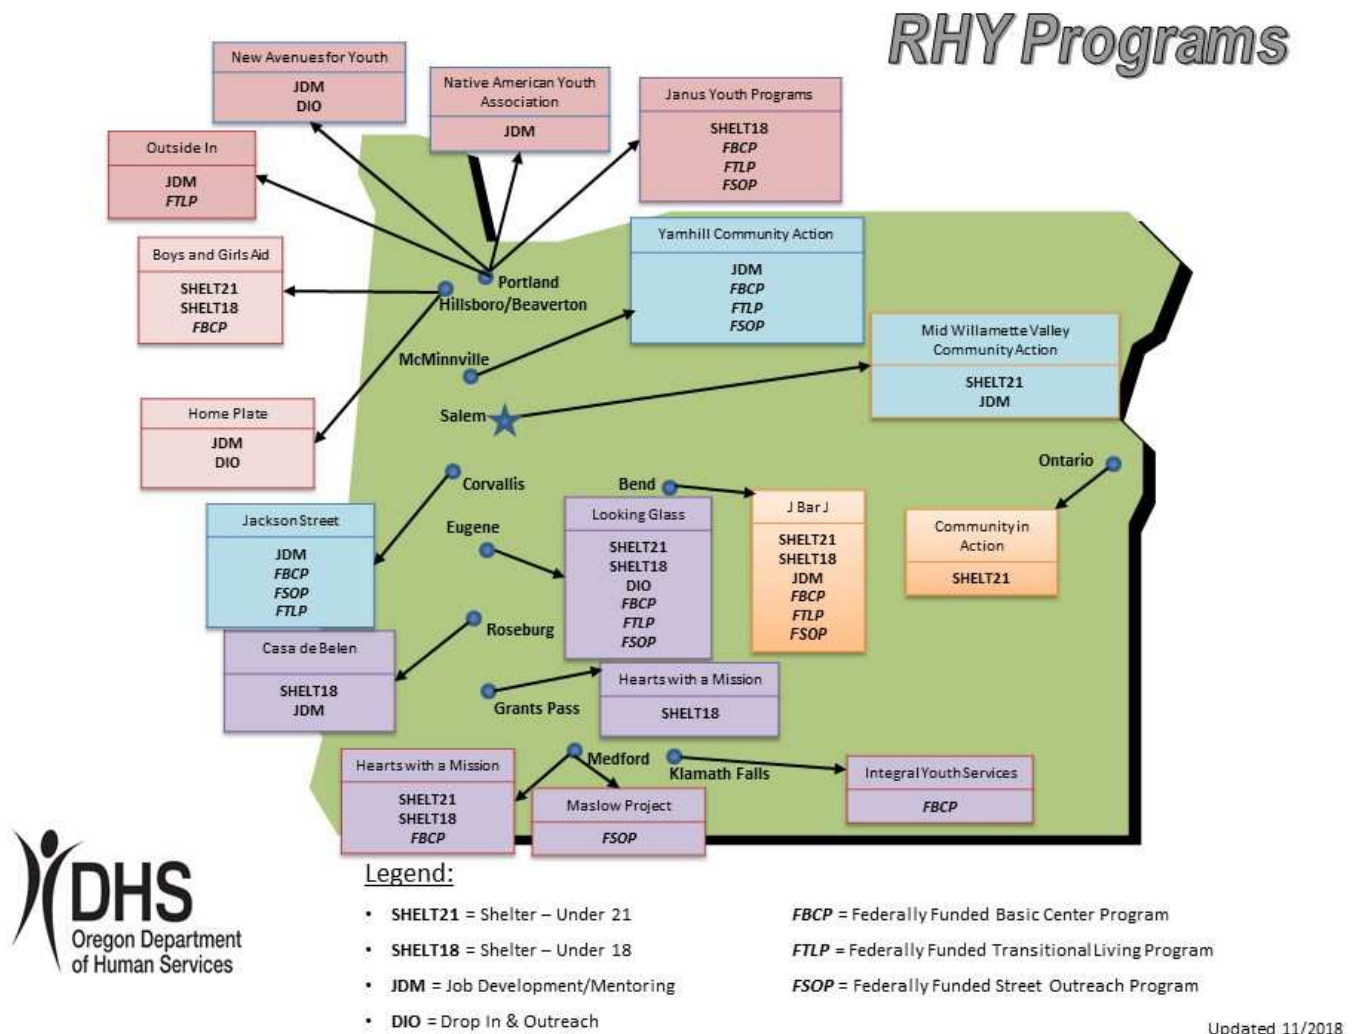 RHY Programs
New Avenues for Youth
JDM
DIO
Native American Youth
Association
JDM
Janus Youth Programs
SHELT18
FBCP
FTLP
FSOP
Outside In
JDM
FTLP
Boys and Girls Aid
SHELT21
SHELT18
FBCP
Portland
Hillsboro/Beaverton
Yamhill Community Action
JDM
FBCP
FTLP
FSOP
McMinnville
Mid Willamette Valley
Community Action
SHELT21
JDM
Salem
Home Plate
JDM
DIO
Corvallis
Bend
Ontario
Jackson Street
JDM
FBCP
FSOP
FTLP
Eugene
Looking Glass
SHELT21
SHELT18
DIO
FBCP
FTLP
FSOP
J Bar J
SHELT21
SHELT18
JDM
FBCP
FTLP
FSOP
Community in
Action
SHELT21
Roseburg
Casa de Belen
SHELT18
JDM
Grants Pass
Hearts with a Mission
SHELT18
Medford
Klamath Falls
Hearts with a Mission
SHELT21
SHELT18
FBCP
Maslow Project
FSOP
Integral Youth Services
FBCP
DHS
Oregon Department
of Human Services
Legend:
• SHELT21 = Shelter – Under 21
• SHELT18 = Shelter – Under 18
• JDM = Job Development/Mentoring
• DIO = Drop In & Outreach
FBCP = Federally Funded Basic Center Program
FTLP = Federally Funded Transitional Living Program
FSOP = Federally Funded Street Outreach Program
Updated 11/2018